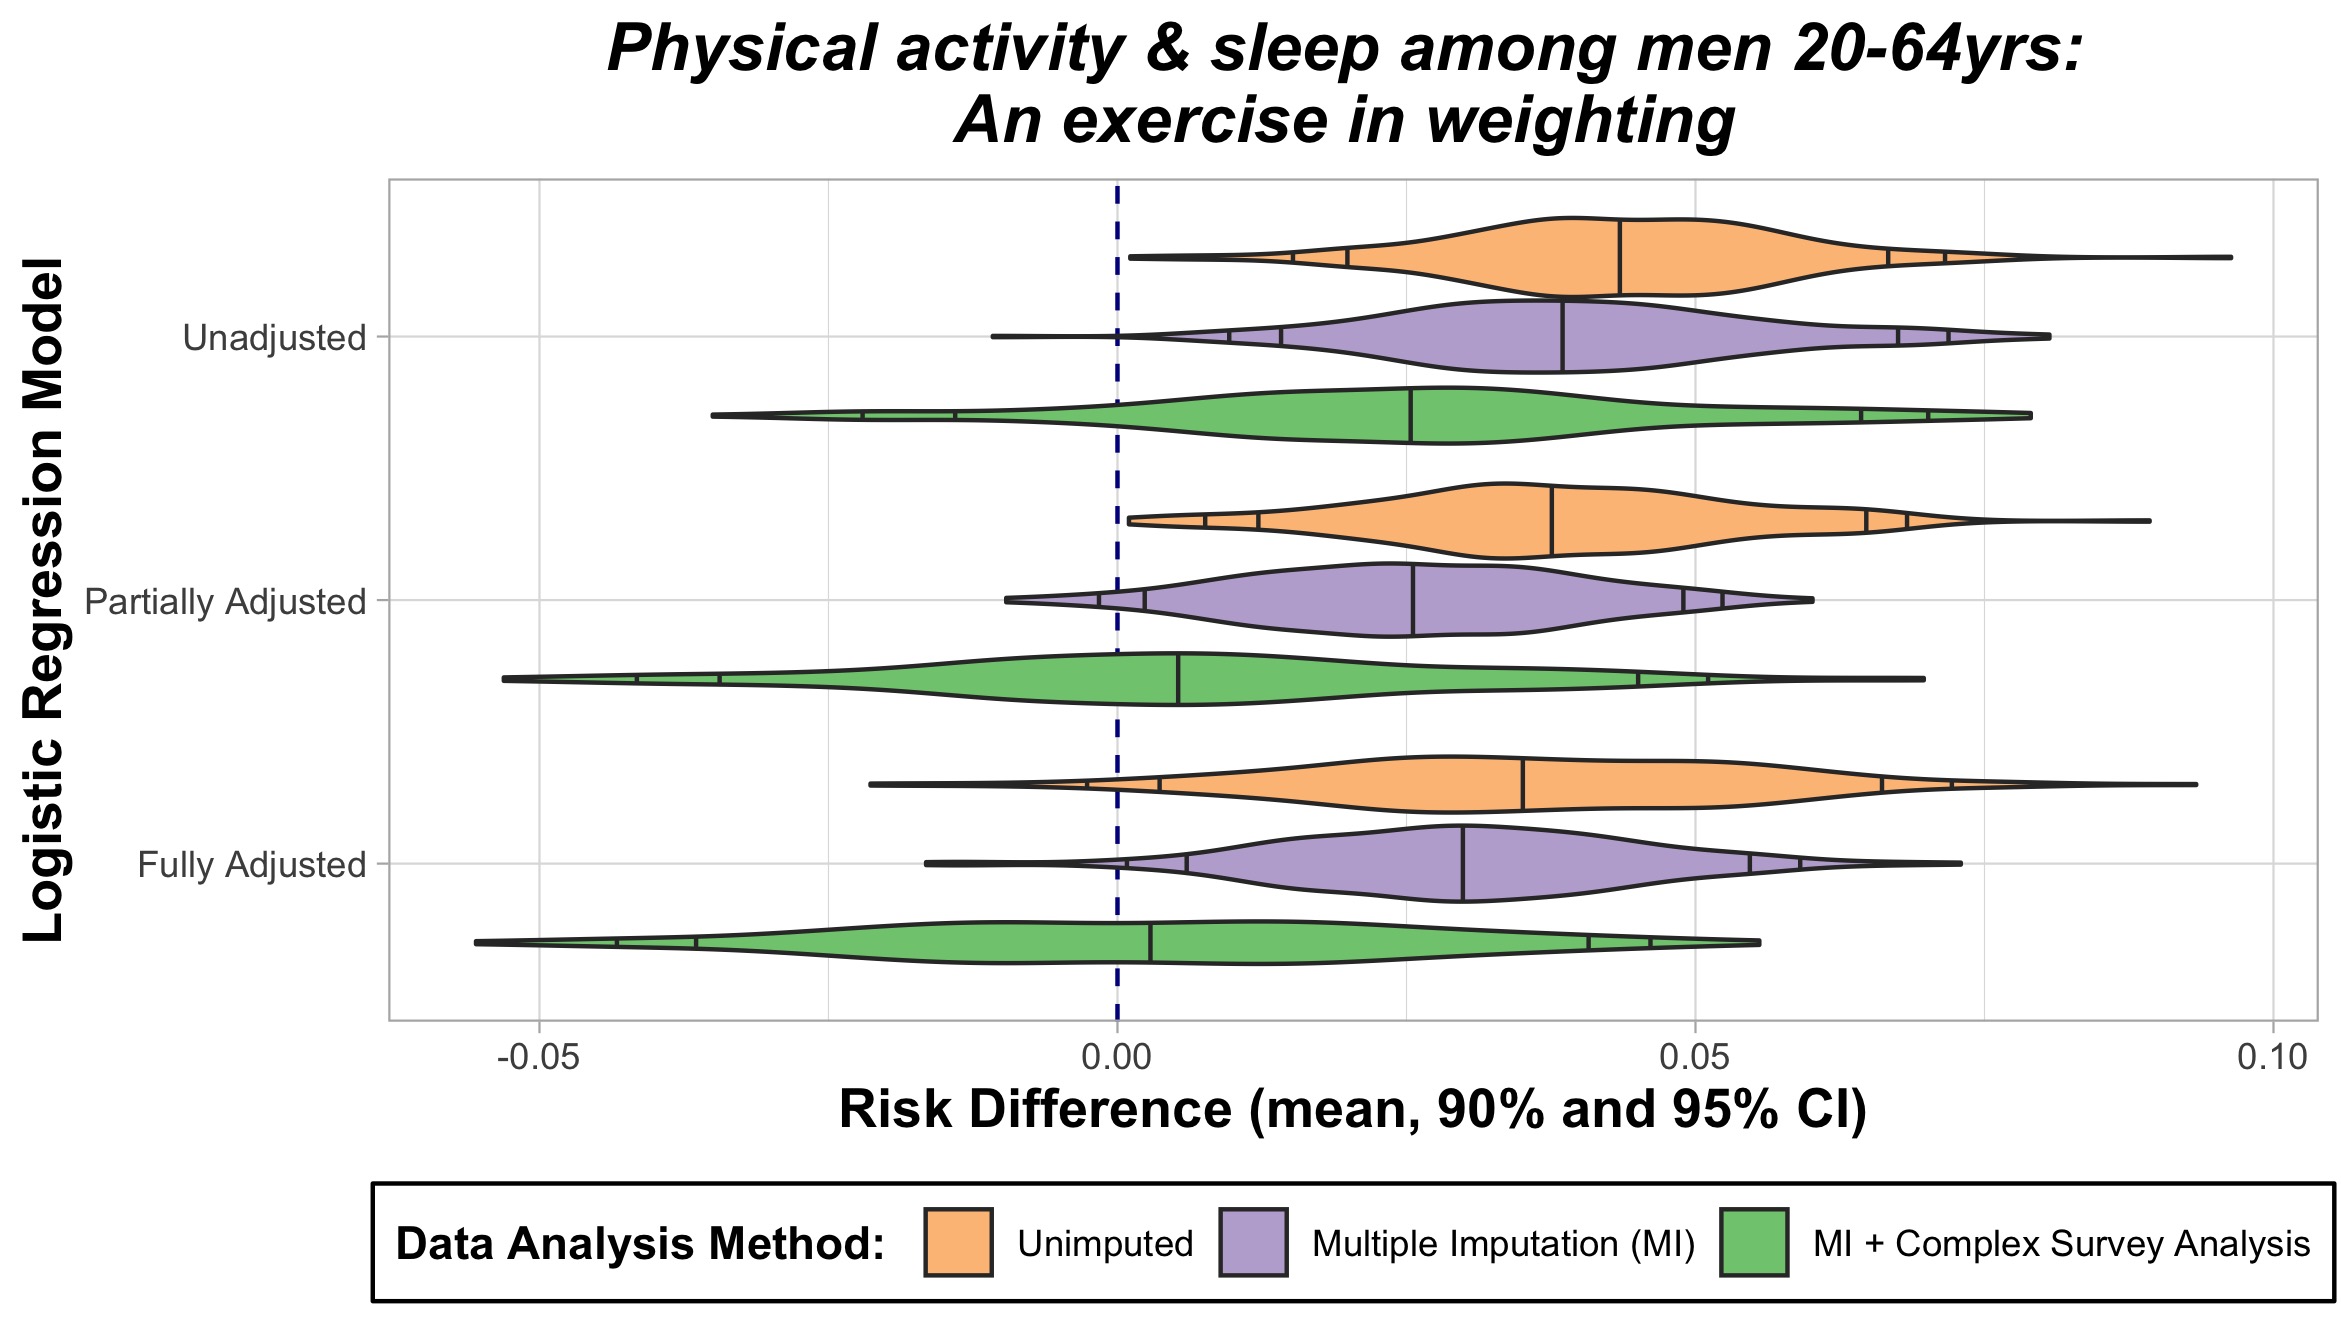 Physical activity & sleep among men 20-64yrs:
An exercise in weighting
Logistic Regression Model
Unadjusted
Partially Adjusted
Fully Adjusted
-0.05
0.00
0.05
0.10
Risk Difference (mean, 90% and 95% CI)
Data Analysis Method:
Unimputed
Multiple Imputation (MI)
MI + Complex Survey Analysis